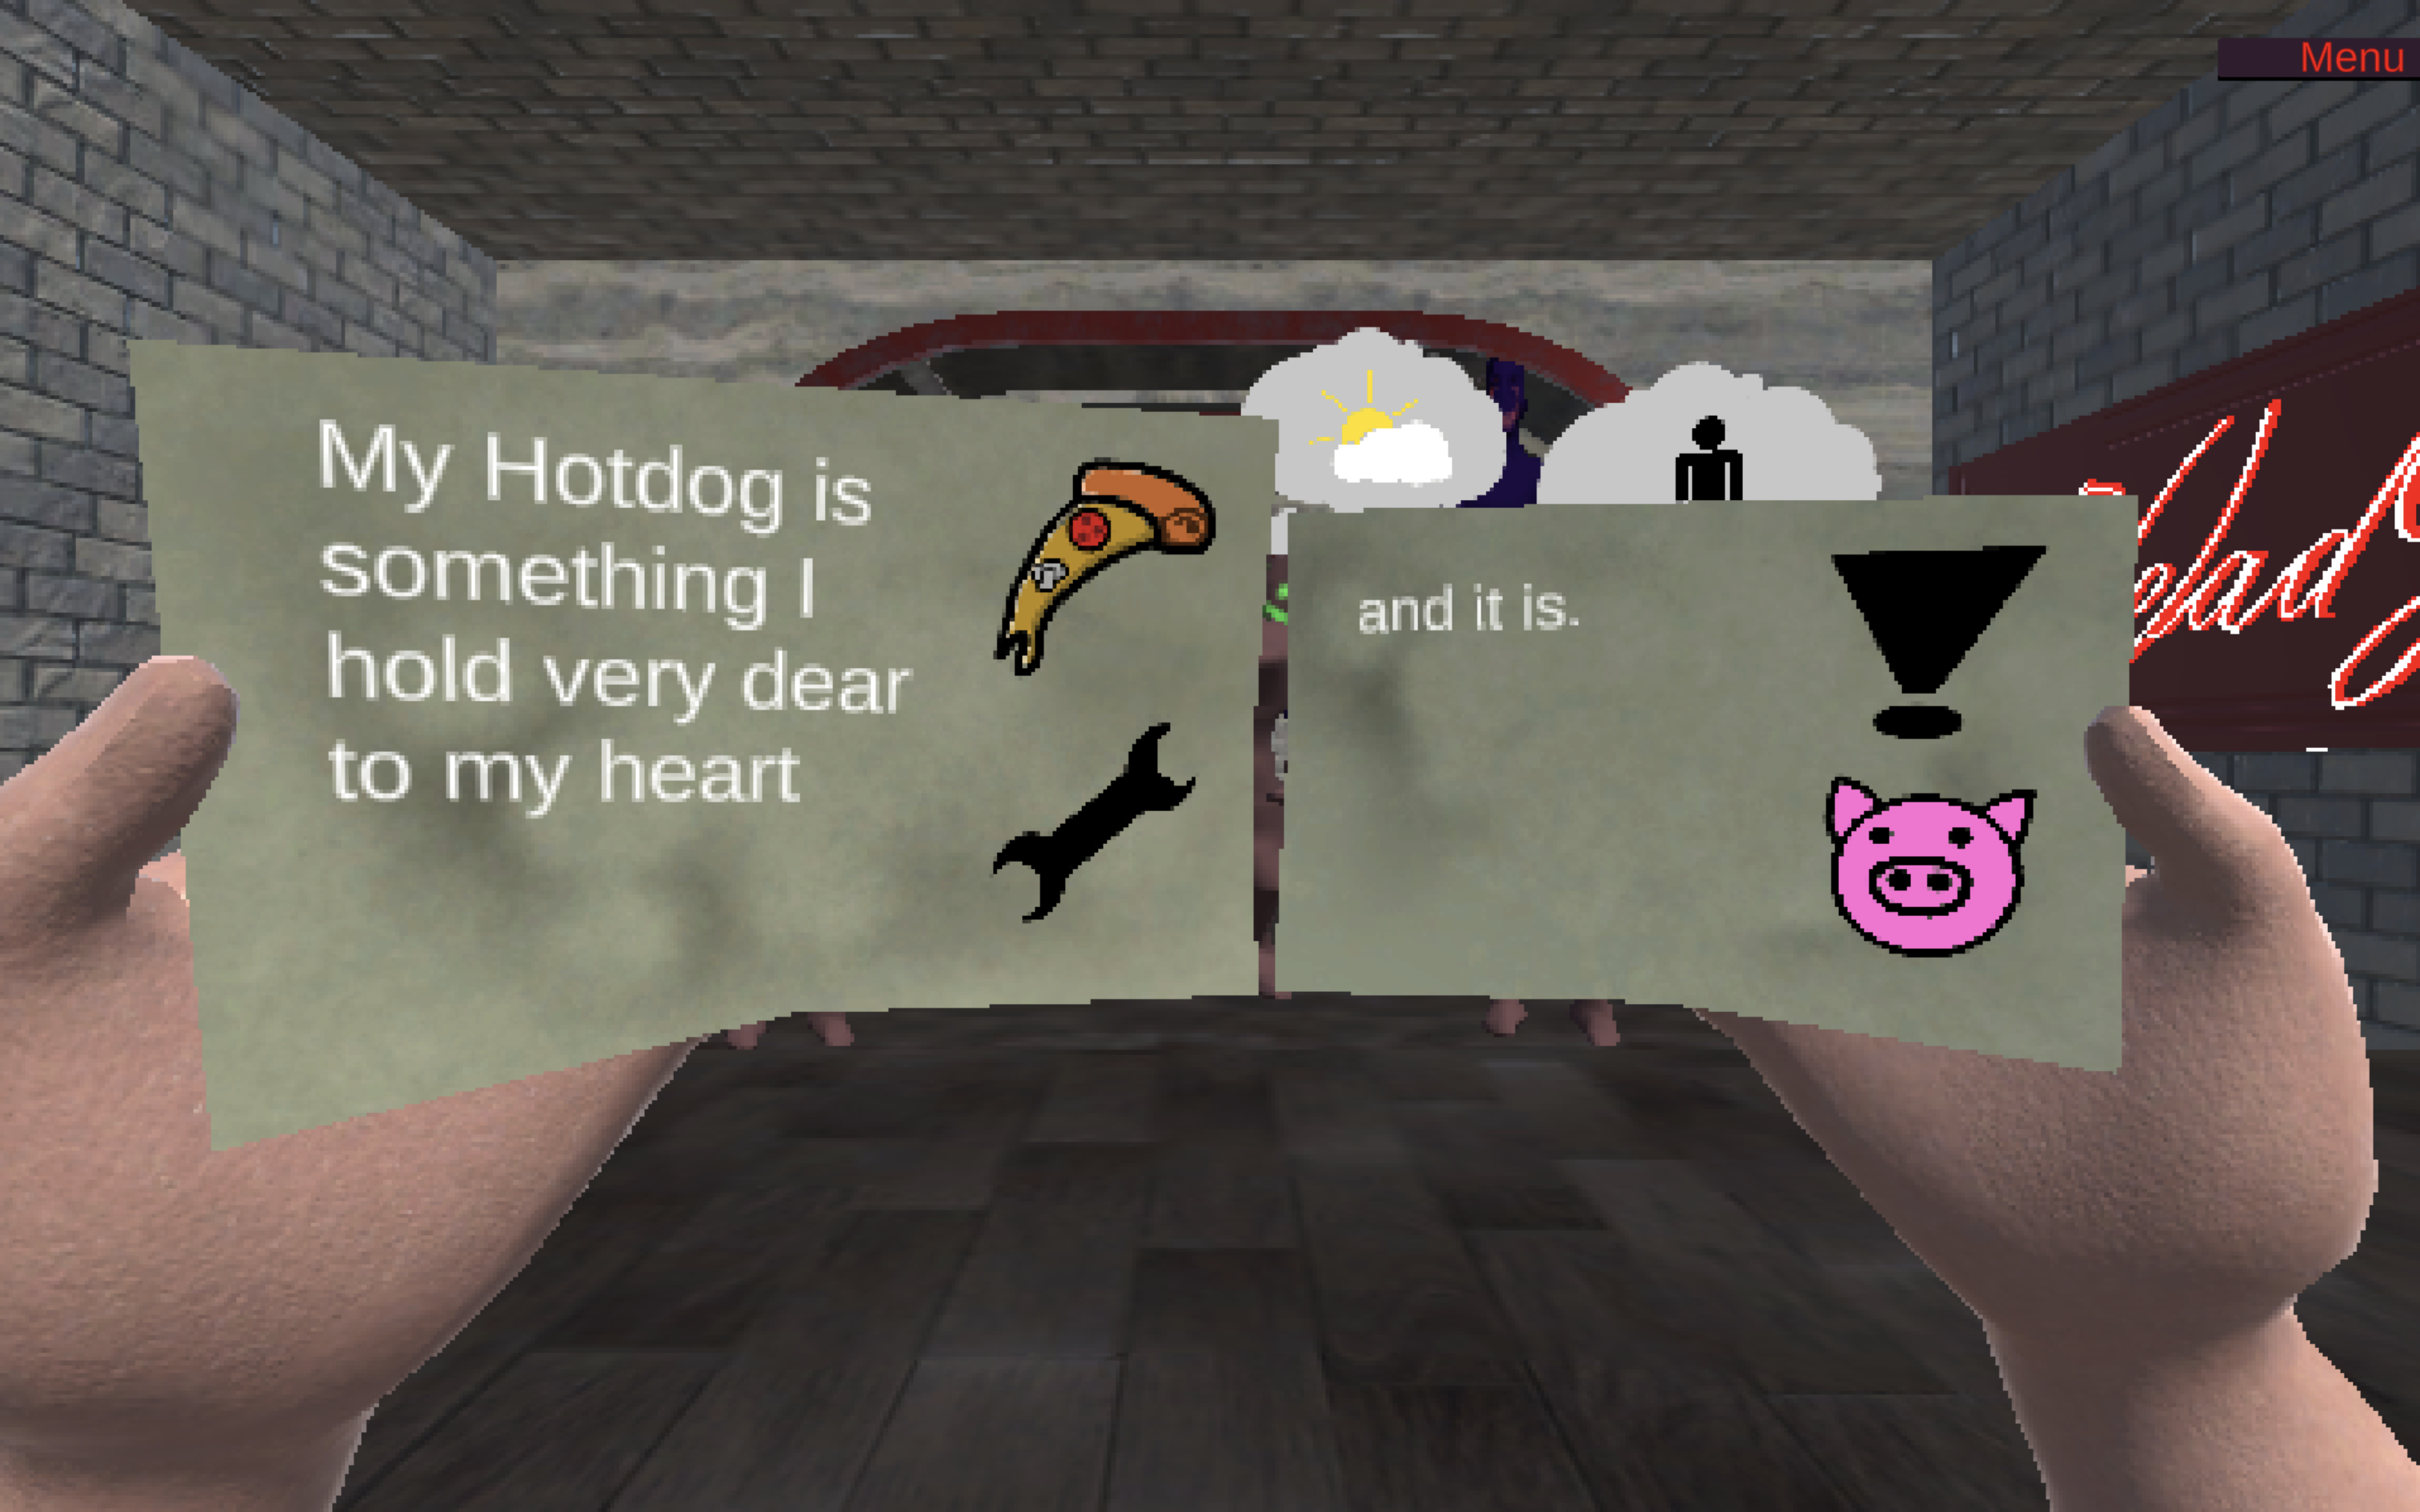 Menu
My Hotdog is
something I
hold very dear
to my heart
and it is.